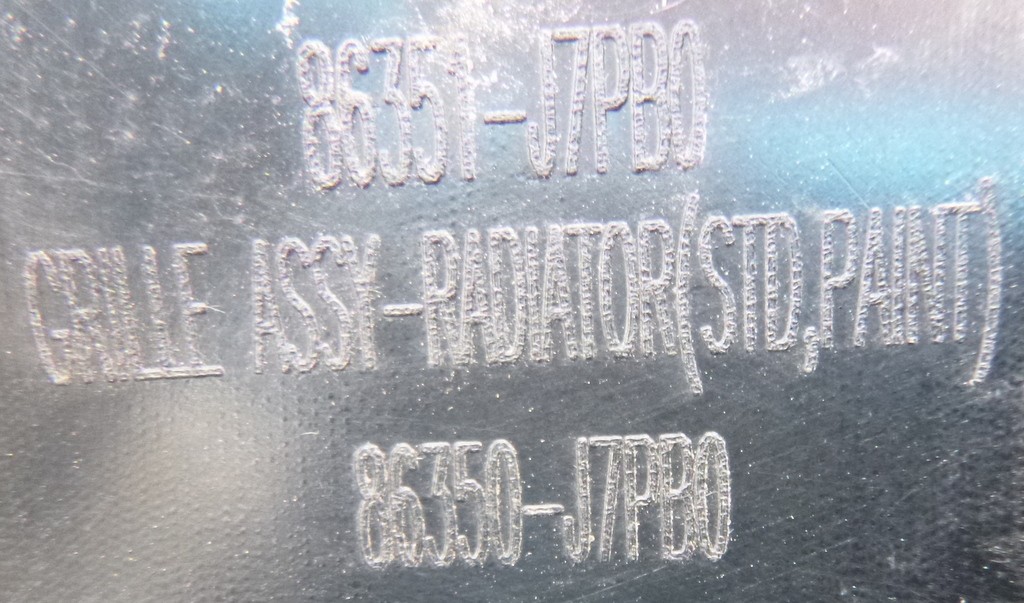 86351-J7PB0
GRILLE ASSY-RADIATOR(STD,PAINT)
86350-J7PB0